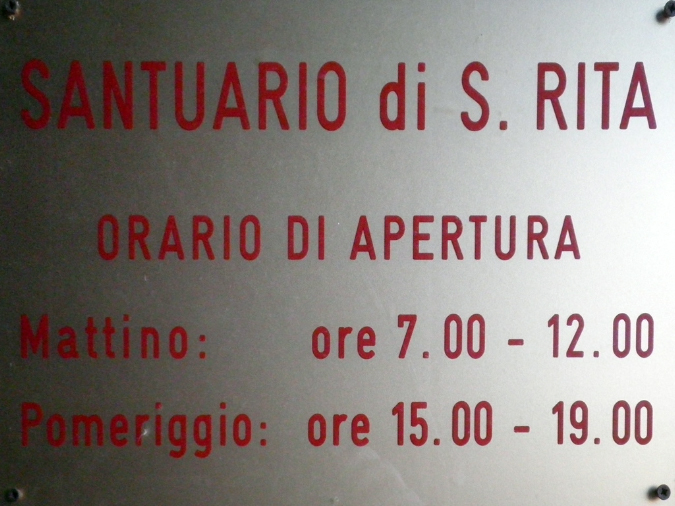 SANTUARIO di S. RITA
ORARIO DI APERTURA
Mattino: ore 7.00 - 12.00
Pomeriggio: ore 15.00 - 19.00